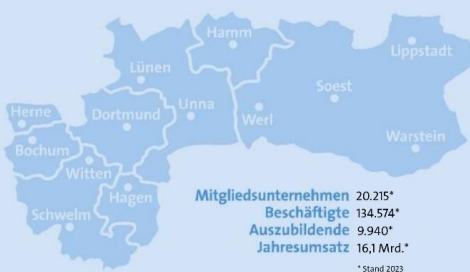 Hamm
Lippstadt
Lünen
Soest
Herne
Dortmund
Unna
Werl
Bochum
Warstein
Witten
Hagen
Schwelm
Mitgliedsunternehmen 20.215*
Beschäftigte 134.574*
Auszubildende 9.940*
Jahresumsatz 16,1 Mrd.*
* Stand 2023